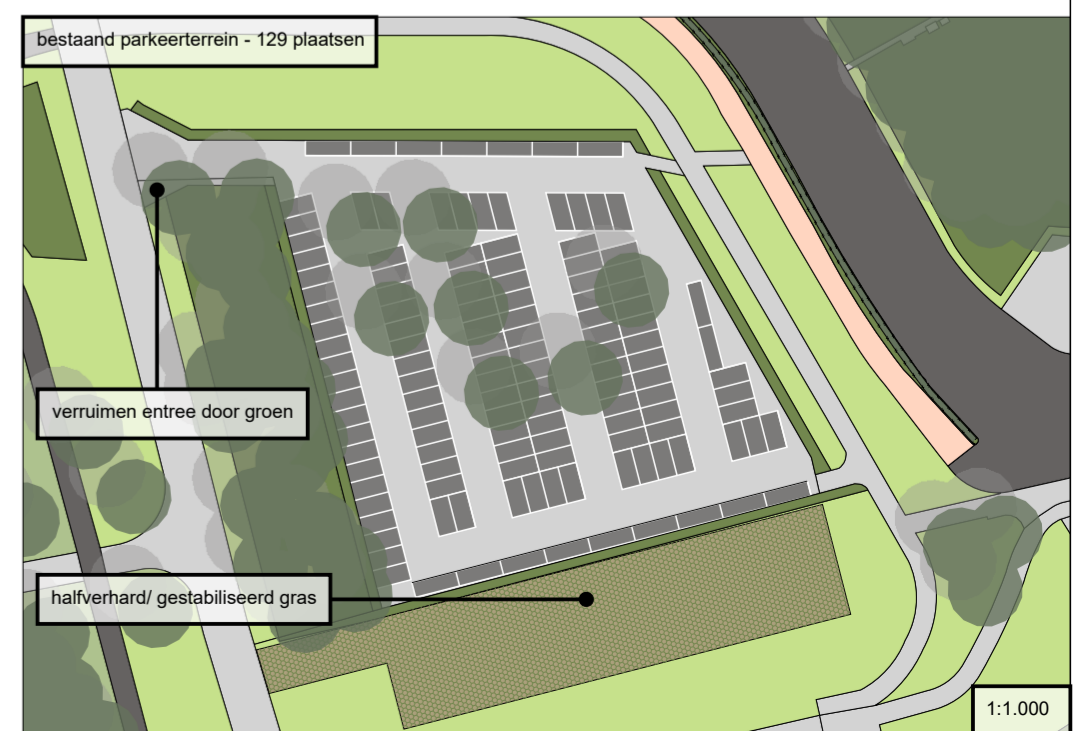 bestaand parkeerterrein - 129 plaatsen
verruimen entree door groen
halfverhard/ gestabiliseerd gras
1:1.000